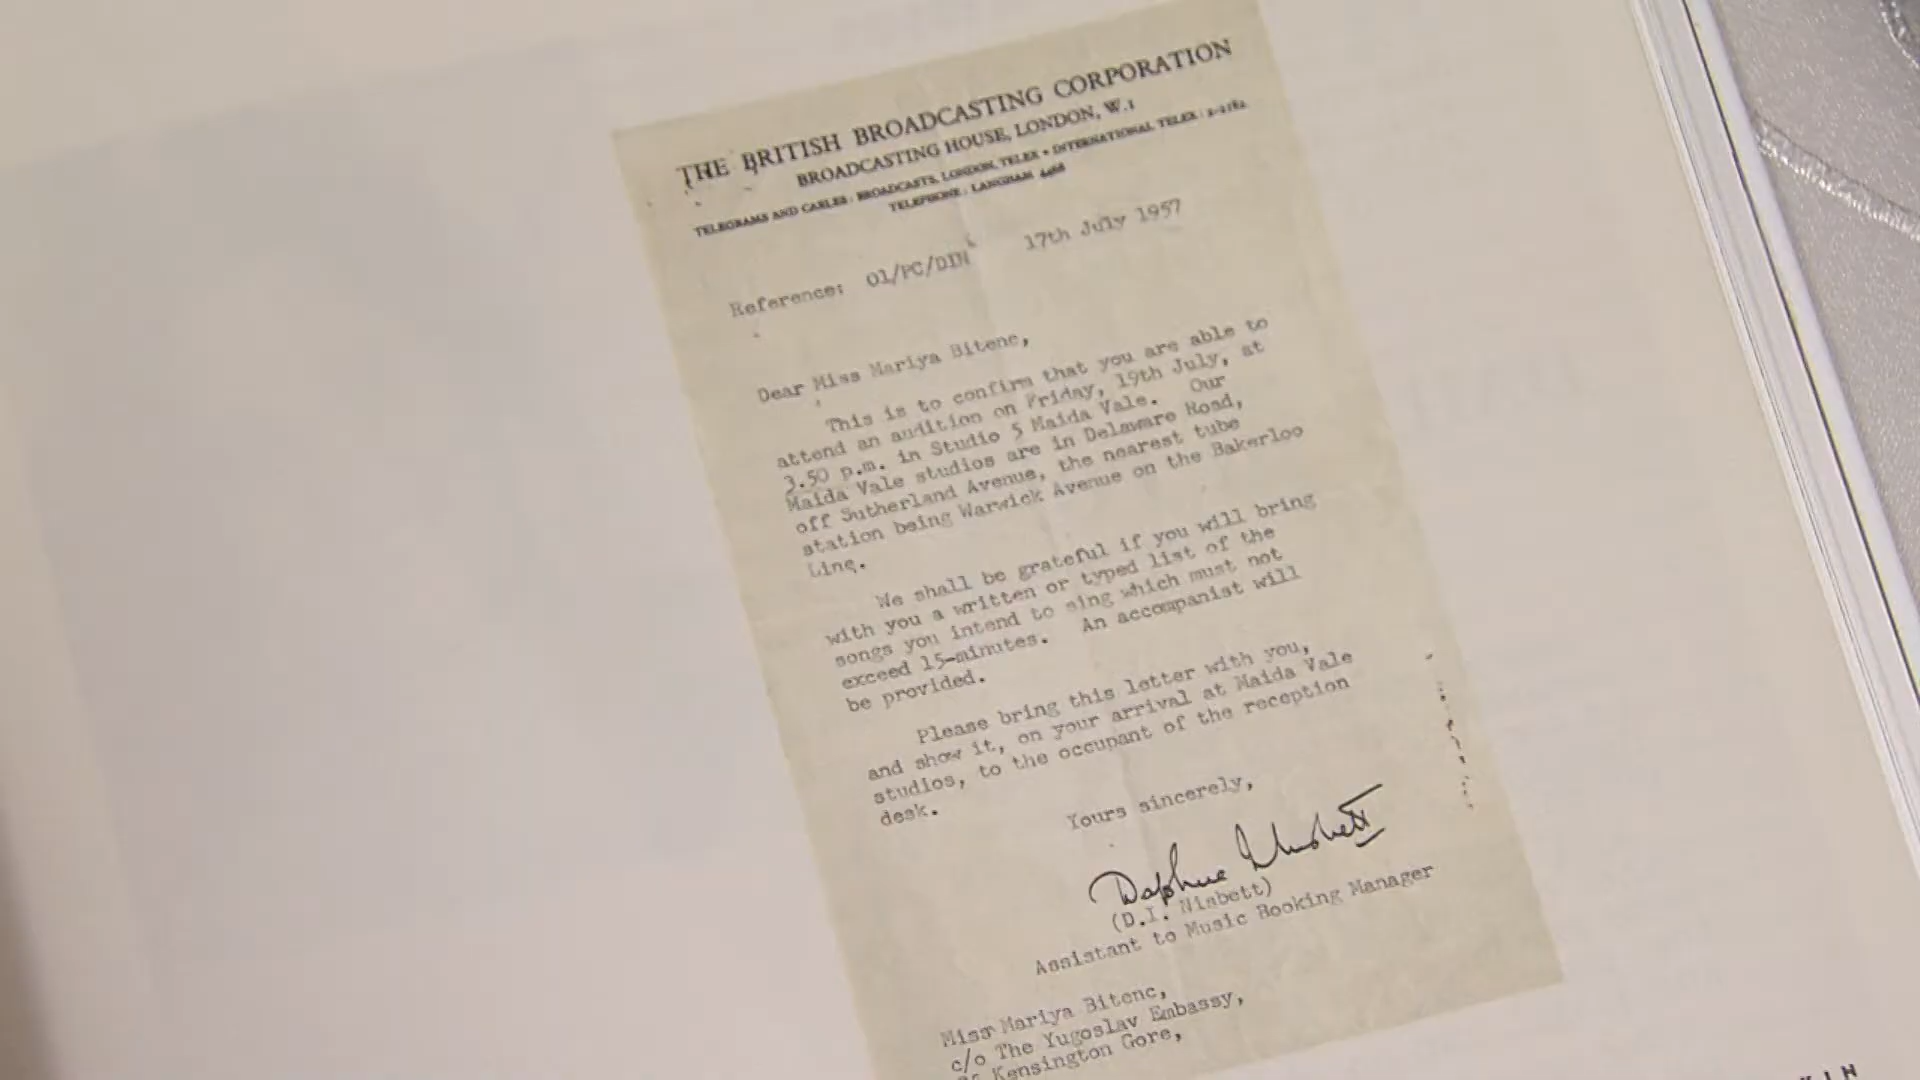 THE BRITISH BROADCASTING CORPORATION
BROADCASTING HOUSE, LONDON, W.1
TELEGRAMS AND CABLES: BROADCASTS, LONDON, TELEX • INTERNATIONAL TELEX: 2-2182
TELEPHONE: LANGHAM 4468
Reference: 01/PC/DIN 17th July 1957
Dear Miss Mariya Bitenc,
This is to confirm that you are able to
attend an audition on Friday, 19th July, at
3.50 p.m. in Studio 5 Maida Vale. Our
Maida Vale studios are in Delaware Road,
off Sutherland Avenue, the nearest tube
station being Warwick Avenue on the Bakerloo
Line.
We shall be grateful if you will bring
with you a written or typed list of the
songs you intend to sing which must not
exceed 15-minutes. An accompanist will
be provided.
Please bring this letter with you,
and show it, on your arrival at Maida Vale
studios, to the occupant of the reception
desk.
Yours sincerely,
Daphne Nisbett
(D.I. Nisbett)
Assistant to Music Booking Manager
Miss Mariya Bitenc,
c/o The Yugoslav Embassy,
Kensington Gore,